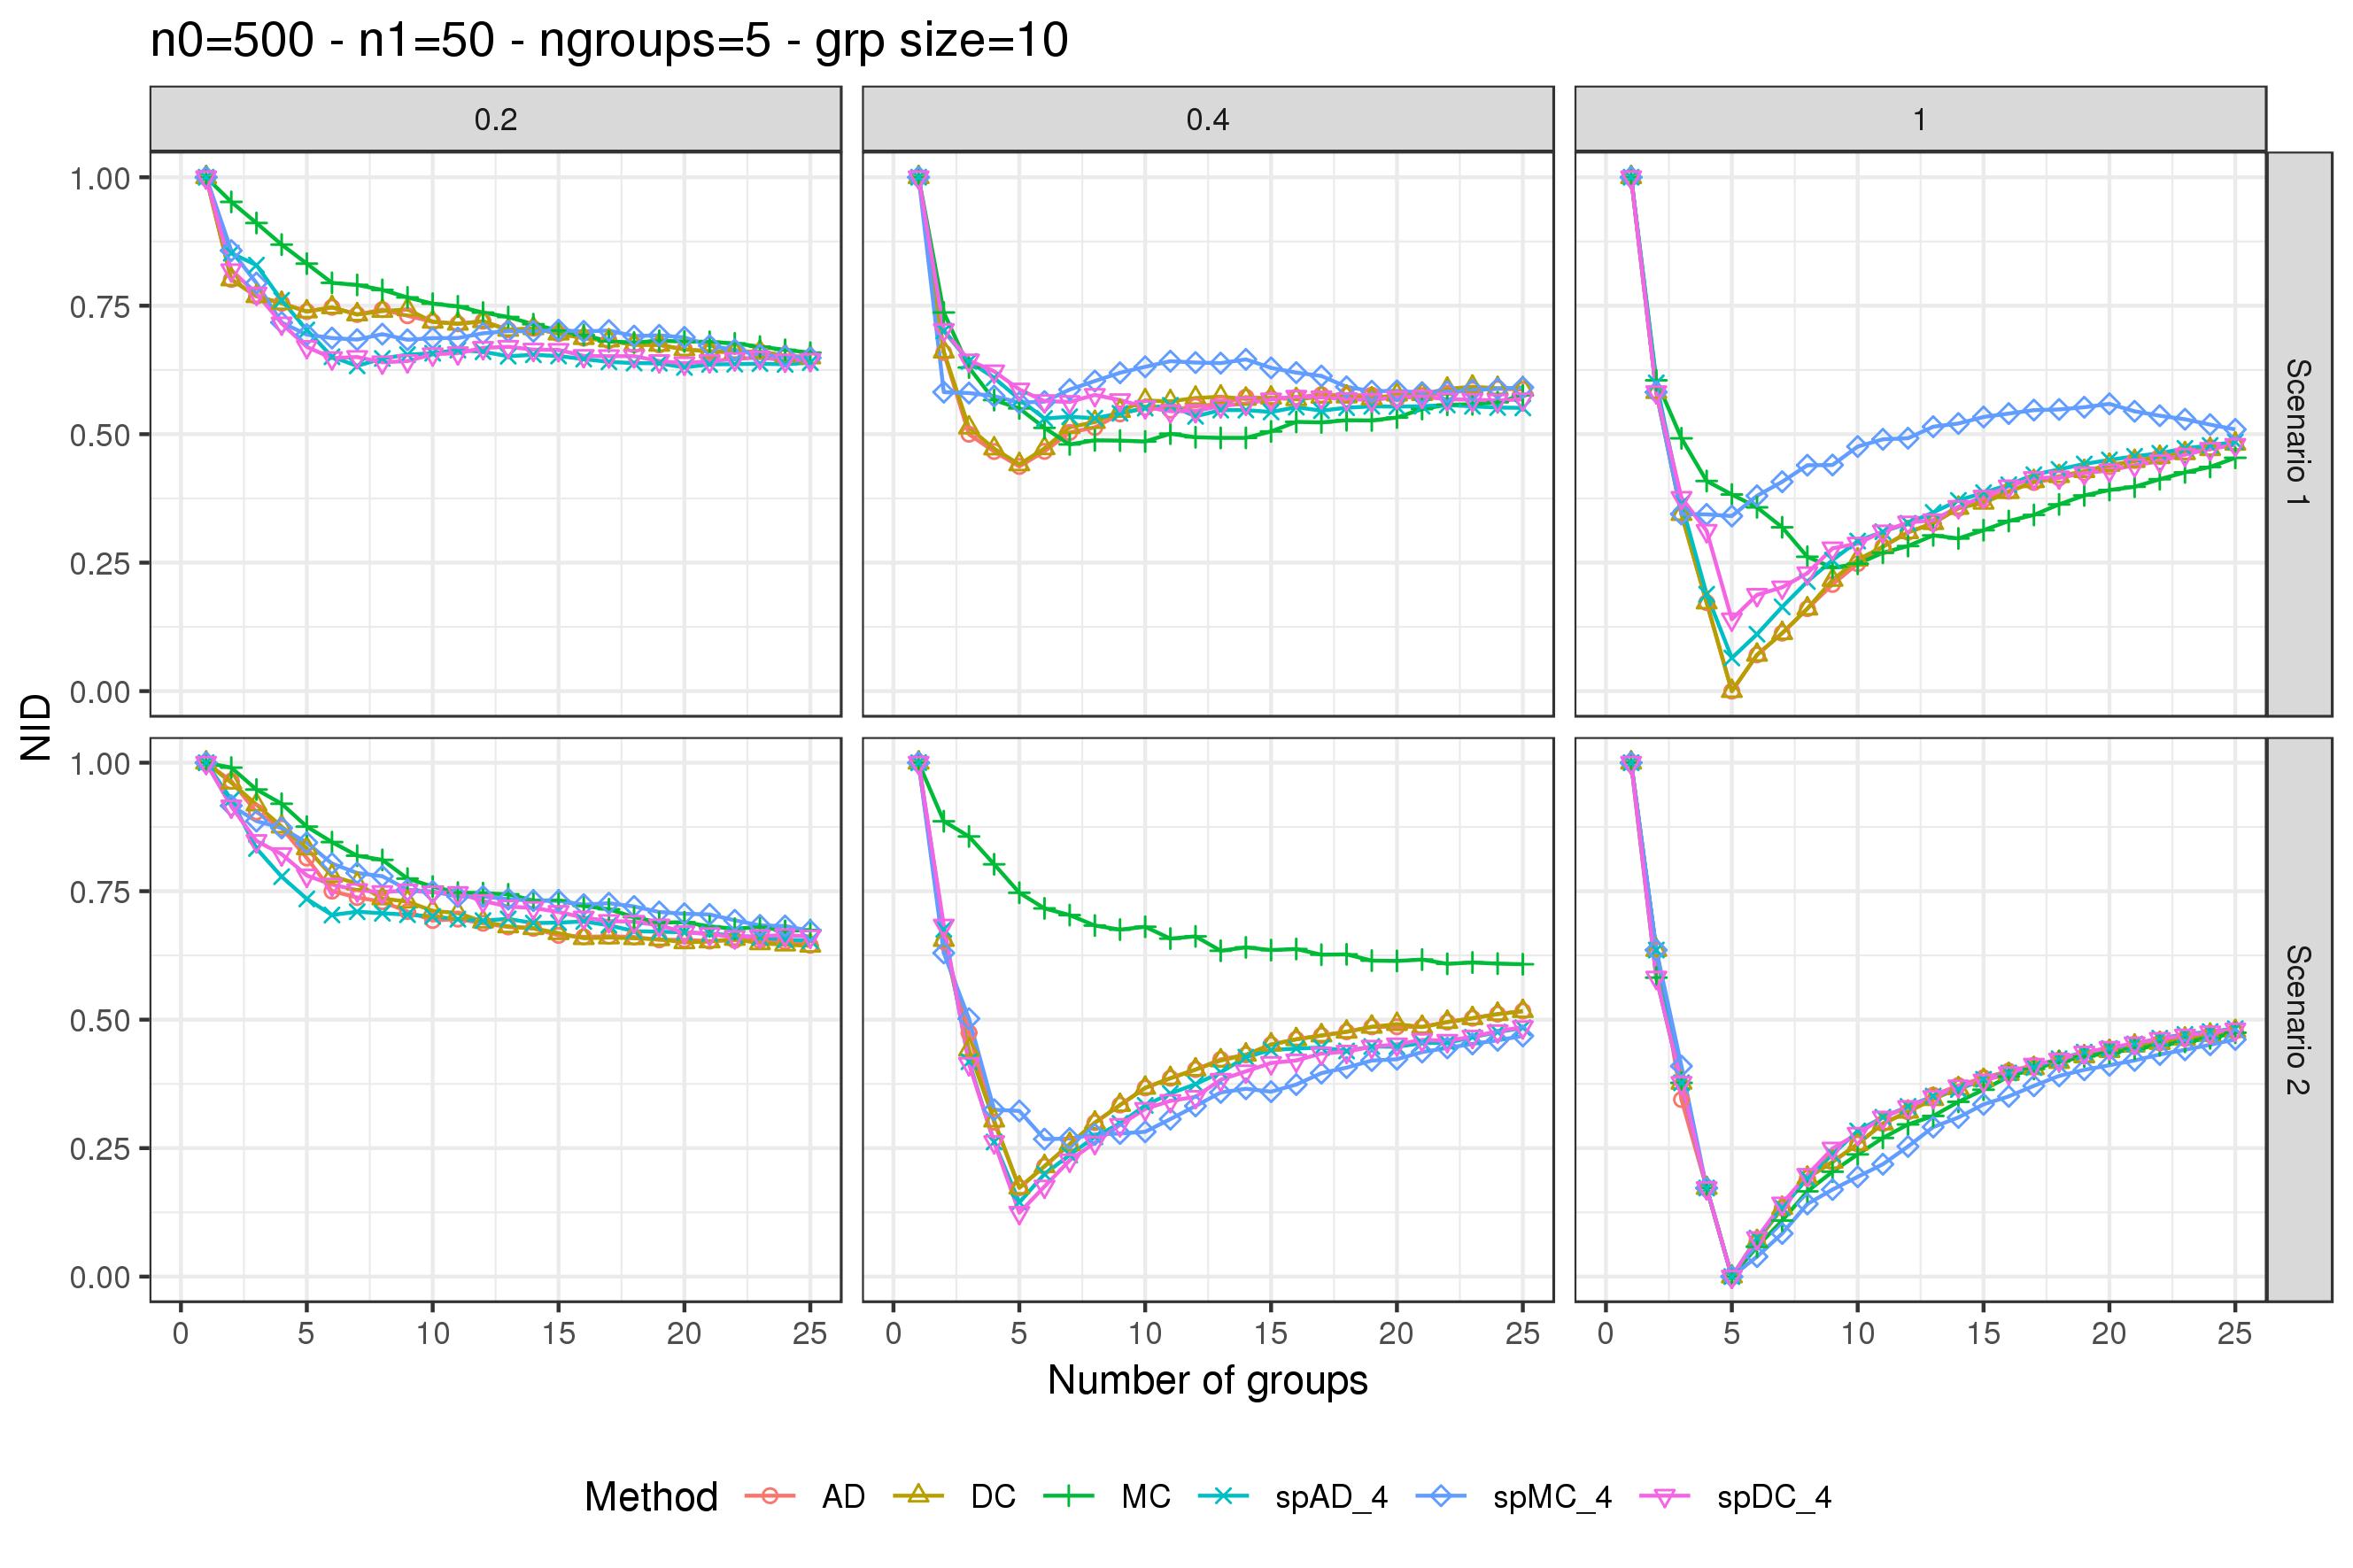 n0=500 - n1=50 - ngroups=5 - grp size=10
0.2 0.4 1
NID
1.00
0.75
0.50
0.25
0.00
Scenario 1
1.00
0.75
0.50
0.25
0.00
Scenario 2
0 5 10 15 20 25 0 5 10 15 20 25 0 5 10 15 20 25
Number of groups
Method AD DC MC spAD_4 spMC_4 spDC_4